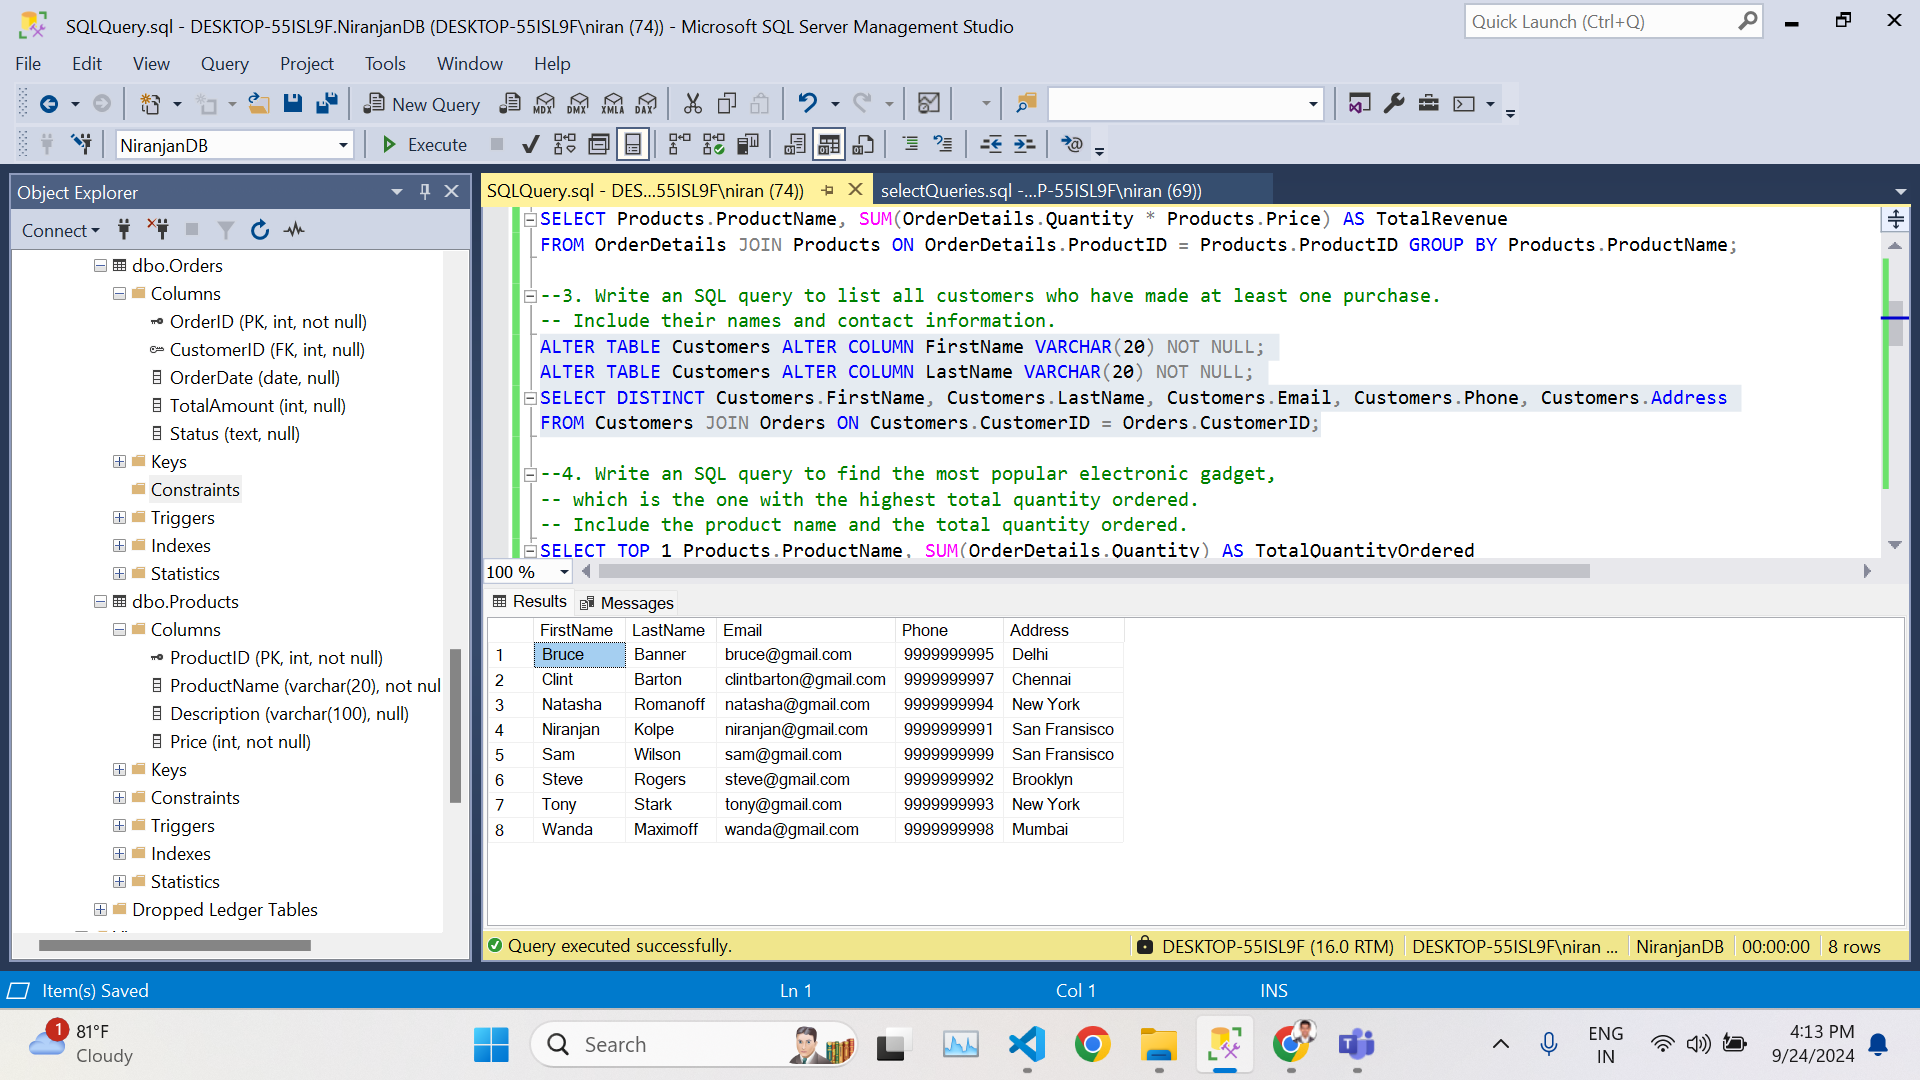 SQLQuery.sql - DESKTOP-55ISL9F.NiranjanDB (DESKTOP-55ISL9F\niran (74)) - Microsoft SQL Server Management Studio
Quick Launch (Ctrl+Q)
File Edit View Query Project Tools Window Help
New Query MDX DMX XMLA DAX
NiranjanDB Execute
Object Explorer
Connect
dbo.Orders
Columns
OrderID (PK, int, not null)
CustomerID (FK, int, null)
OrderDate (date, null)
TotalAmount (int, null)
Status (text, null)
Keys
Constraints
Triggers
Indexes
Statistics
dbo.Products
Columns
ProductID (PK, int, not null)
ProductName (varchar(20), not nul
Description (varchar(100), null)
Price (int, not null)
Keys
Constraints
Triggers
Indexes
Statistics
Dropped Ledger Tables
SQLQuery.sql - DES...55ISL9F\niran (74)) selectQueries.sql -...P-55ISL9F\niran (69))
SELECT Products.ProductName, SUM(OrderDetails.Quantity * Products.Price) AS TotalRevenue
FROM OrderDetails JOIN Products ON OrderDetails.ProductID = Products.ProductID GROUP BY Products.ProductName;
--3. Write an SQL query to list all customers who have made at least one purchase.
-- Include their names and contact information.
ALTER TABLE Customers ALTER COLUMN FirstName VARCHAR(20) NOT NULL;
ALTER TABLE Customers ALTER COLUMN LastName VARCHAR(20) NOT NULL;
SELECT DISTINCT Customers.FirstName, Customers.LastName, Customers.Email, Customers.Phone, Customers.Address
FROM Customers JOIN Orders ON Customers.CustomerID = Orders.CustomerID;
--4. Write an SQL query to find the most popular electronic gadget,
-- which is the one with the highest total quantity ordered.
-- Include the product name and the total quantity ordered.
SELECT TOP 1 Products.ProductName, SUM(OrderDetails.Quantity) AS TotalQuantityOrdered
100 %
Results Messages
FirstName LastName Email Phone Address
1 Bruce Banner bruce@gmail.com 9999999995 Delhi
2 Clint Barton clintbarton@gmail.com 9999999997 Chennai
3 Natasha Romanoff natasha@gmail.com 9999999994 New York
4 Niranjan Kolpe niranjan@gmail.com 9999999991 San Fransisco
5 Sam Wilson sam@gmail.com 9999999999 San Fransisco
6 Steve Rogers steve@gmail.com 9999999992 Brooklyn
7 Tony Stark tony@gmail.com 9999999993 New York
8 Wanda Maximoff wanda@gmail.com 9999999998 Mumbai
Query executed successfully. DESKTOP-55ISL9F (16.0 RTM) DESKTOP-55ISL9F\niran ... NiranjanDB 00:00:00 8 rows
Item(s) Saved Ln 1 Col 1 INS
1 81°F
Cloudy
Search
ENG
IN
4:13 PM
9/24/2024